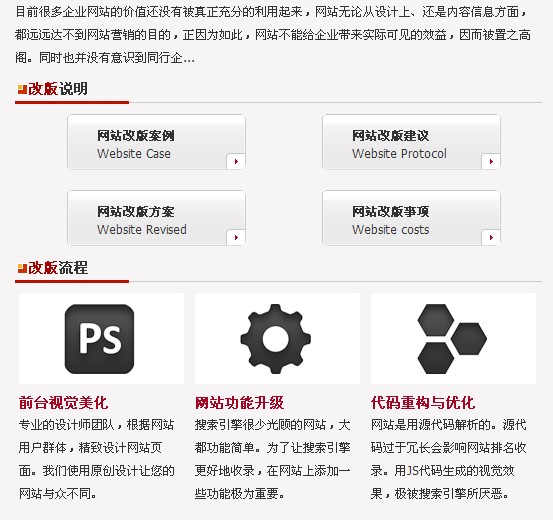 目前很多企业网站的价值还没有被真正充分的利用起来，网站无论从设计上、还是内容信息方面，
都远远达不到网站营销的目的，正因为如此，网站不能给企业带来实际可见的效益，因而被置之高
阁。同时也并没有意识到同行企...
改版说明
网站改版案例
Website Case
网站改版建议
Website Protocol
网站改版方案
Website Revised
网站改版事项
Website costs
改版流程
PS
前台视觉美化
专业的设计师团队，根据网站
用户群体，精致设计网站页
面。我们使用原创设计让您的
网站与众不同。
网站功能升级
搜索引擎很少光顾的网站，大
都功能简单。为了让搜索引擎
更好地收录，在网站上添加一
些功能极为重要。
代码重构与优化
网站是用源代码解析的。源代
码过于冗长会影响网站排名收
录。用JS代码生成的视觉效
果，极被搜索引擎所厌恶。